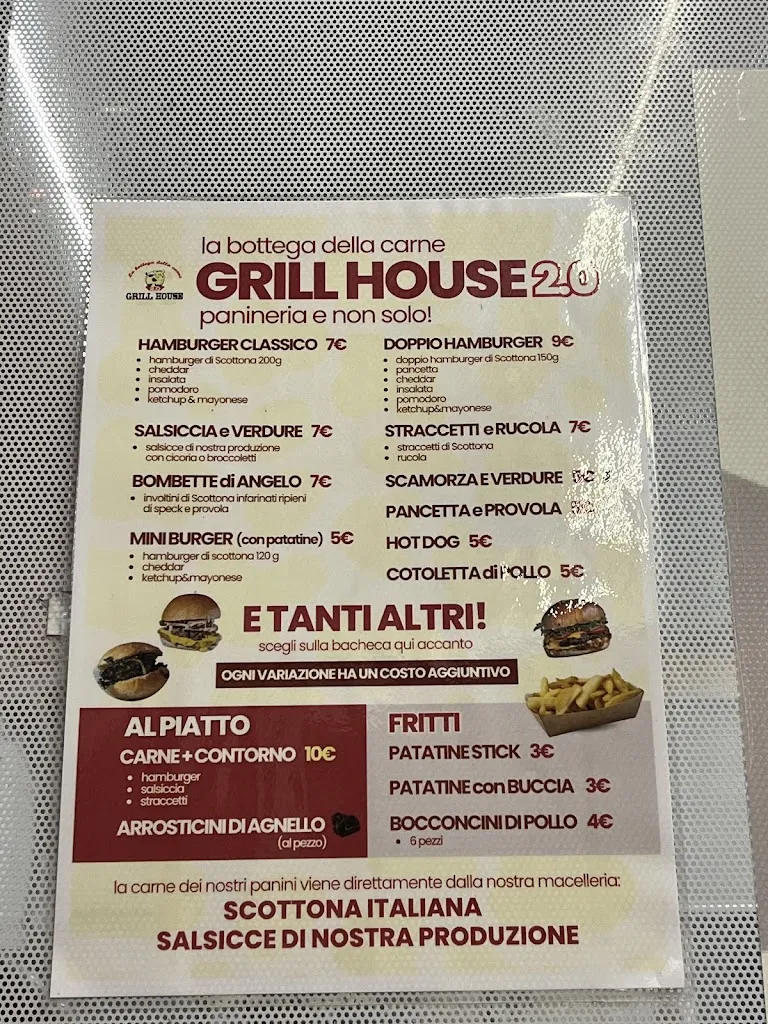 la bottega della carne
GRILL HOUSE 2.0
panineria e non solo!
la bottega della carne
GRILL HOUSE
HAMBURGER CLASSICO 7€
• hamburger di Scottona 200g
• cheddar
• insalata
• pomodoro
• ketchup & mayonese
SALSICCIA e VERDURE 7€
• salsicce di nostra produzione
con cicoria o broccoletti
BOMBETTE di ANGELO 7€
• involtini di Scottona infarinati ripieni
di speck e provola
MINI BURGER (con patatine) 5€
• hamburger di scottona 120 g
• cheddar
• ketchup&mayonese
DOPPIO HAMBURGER 9€
• doppio hamburger di Scottona 150g
• pancetta
• cheddar
• insalata
• pomodoro
• ketchup&mayonese
STRACCETTI e RUCOLA 7€
• straccetti di Scottona
• rucola
SCAMORZA E VERDURE
PANCETTA e PROVOLA
HOT DOG 5€
COTOLETTA di POLLO 5€
E TANTI ALTRI!
scegli sulla bacheca qui accanto
OGNI VARIAZIONE HA UN COSTO AGGIUNTIVO
AL PIATTO
CARNE + CONTORNO 10€
• hamburger
• salsiccia
• straccetti
ARROSTICINI DI AGNELLO
(al pezzo)
FRITTI
PATATINE STICK 3€
PATATINE con BUCCIA 3€
BOCCONCINI DI POLLO 4€
• 6 pezzi
la carne dei nostri panini viene direttamente dalla nostra macelleria:
SCOTTONA ITALIANA
SALSICCE DI NOSTRA PRODUZIONE